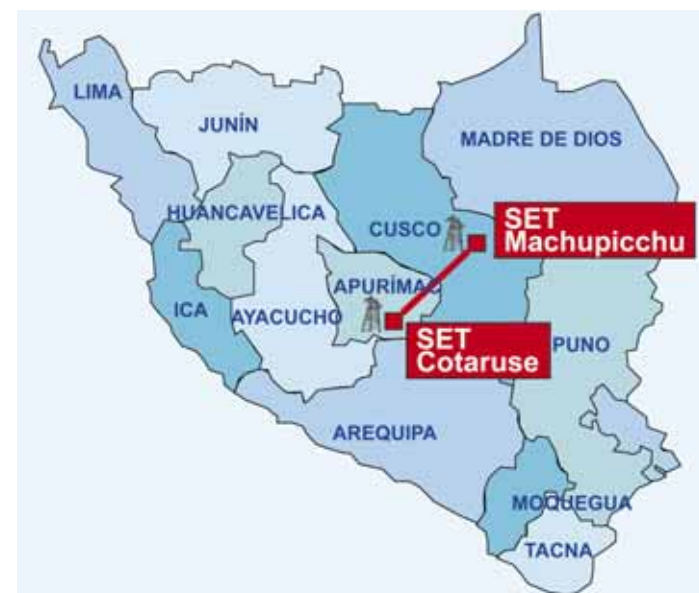 LIMA
JUNÍN
MADRE DE DIOS
HUANCAVELICA
CUSCO
SET
Machupicchu
APURÍMAC
ICA
AYACUCHO
SET
Cotaruse
PUNO
AREQUIPA
MOQUEGUA
TACNA